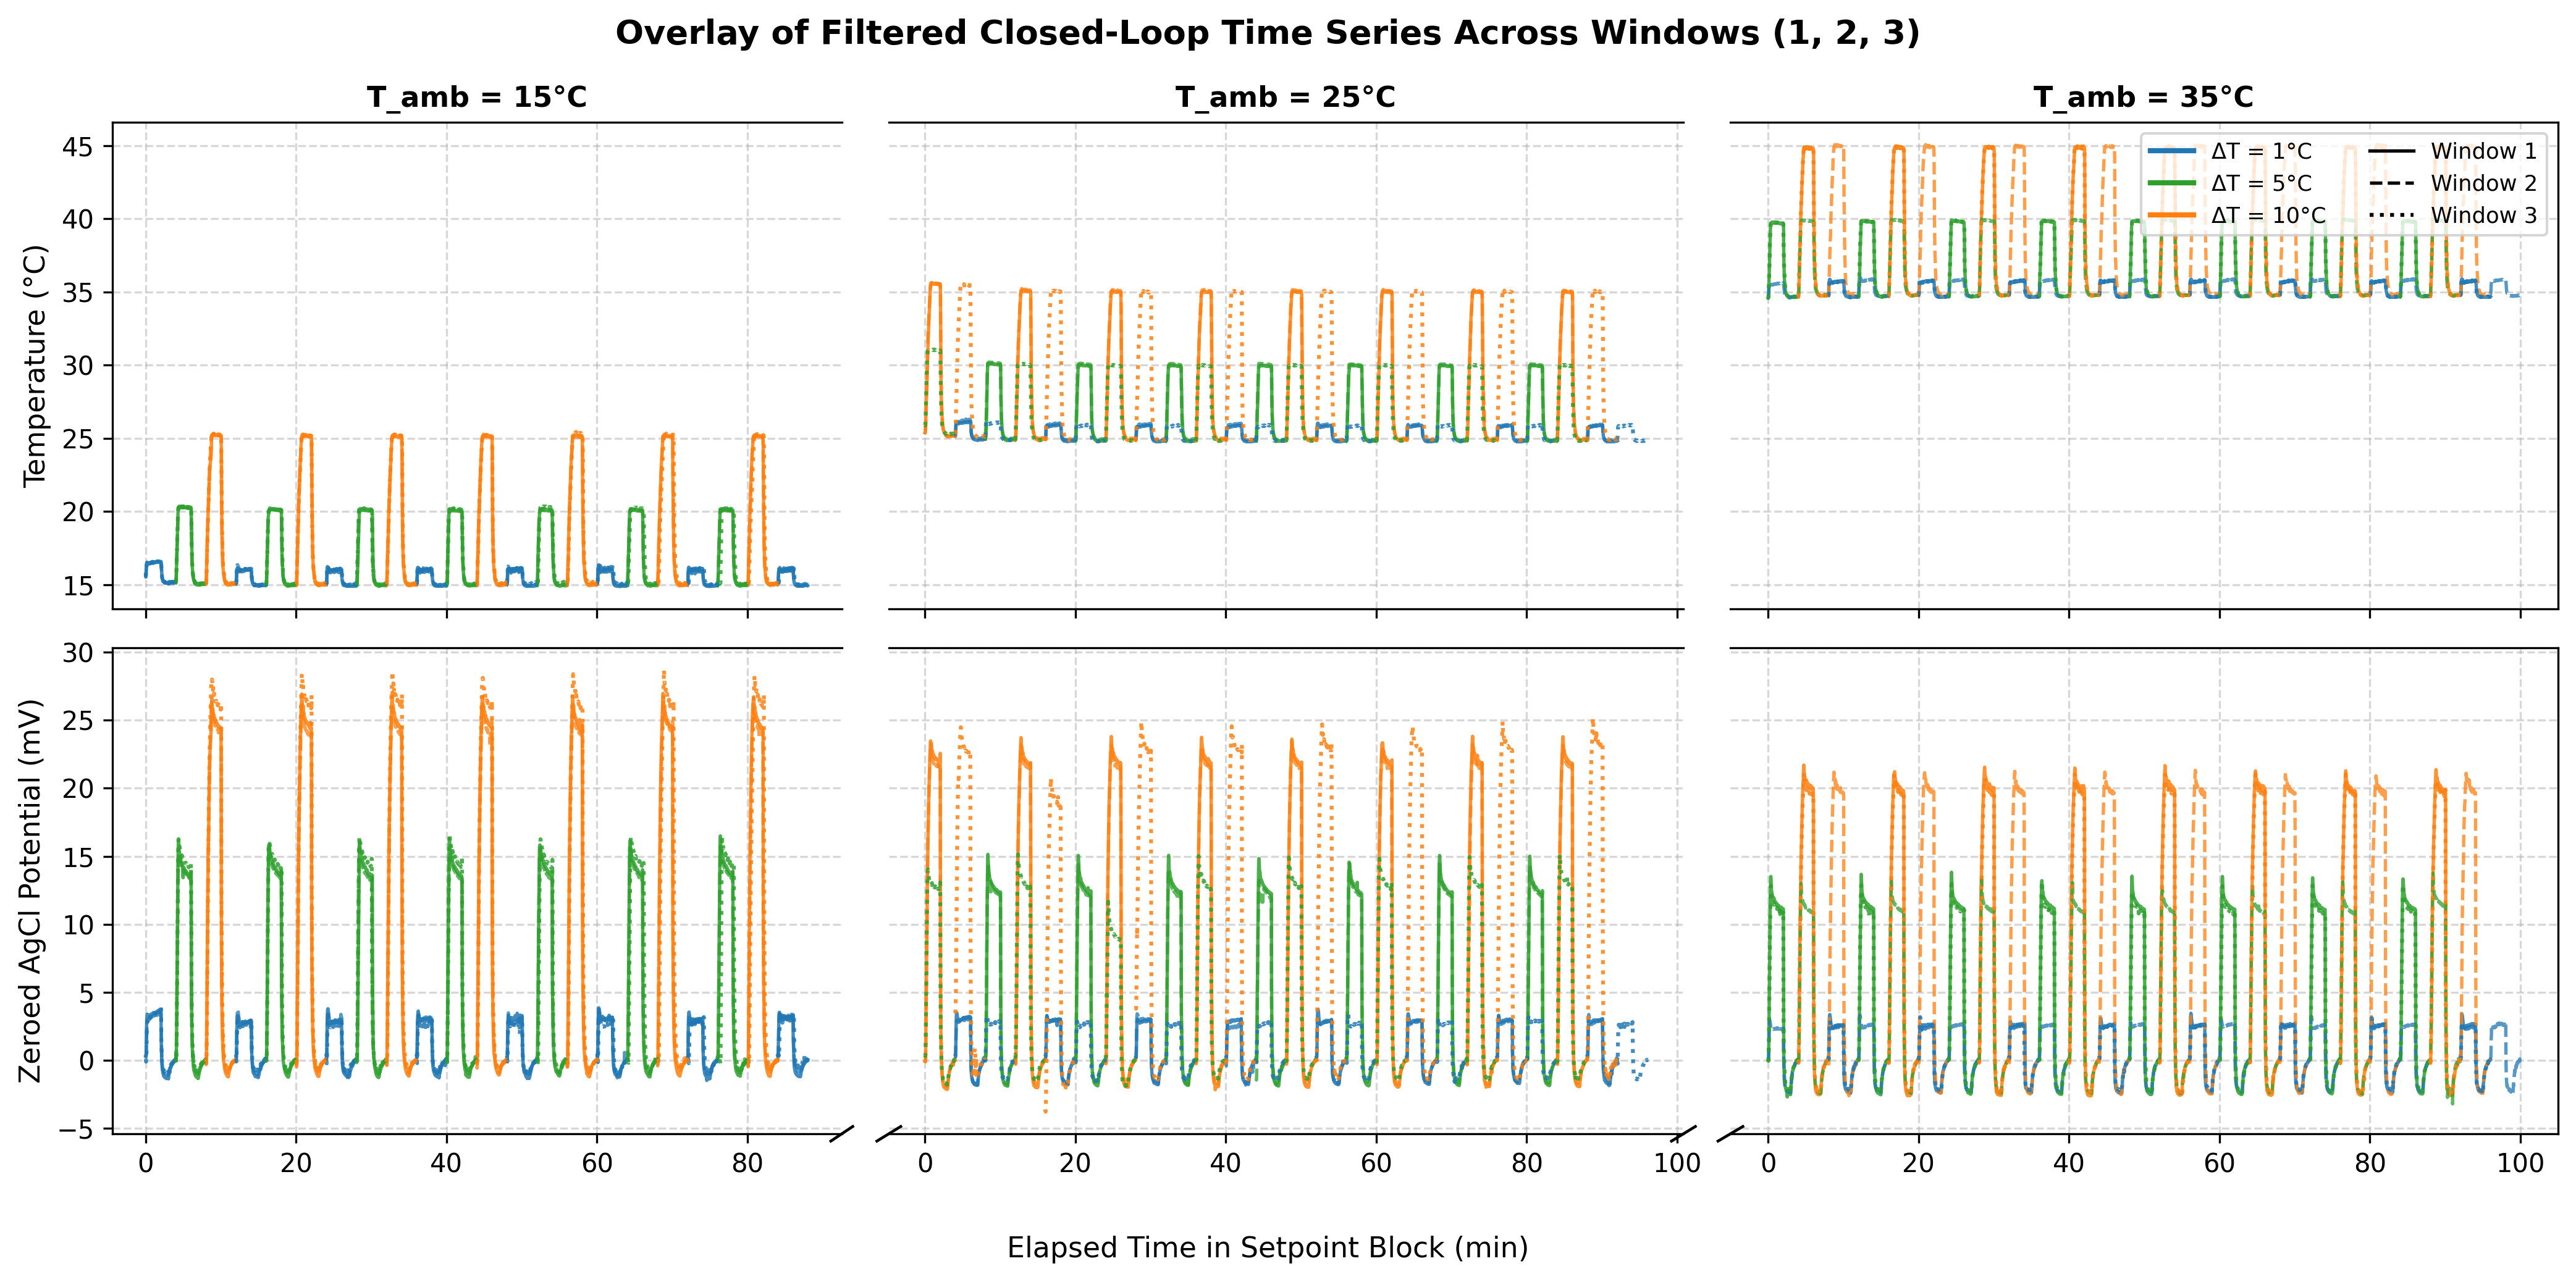 Overlay of Filtered Closed-Loop Time Series Across Windows (1, 2, 3)
T_amb = 15°C
T_amb = 25°C
T_amb = 35°C
Temperature (°C)
45
40
35
30
25
20
15
ΔT = 1°C
ΔT = 5°C
ΔT = 10°C
Window 1
Window 2
Window 3
Zeroed AgCl Potential (mV)
30
25
20
15
10
5
0
−5
0 20 40 60 80
0 20 40 60 80 100
0 20 40 60 80 100
Elapsed Time in Setpoint Block (min)